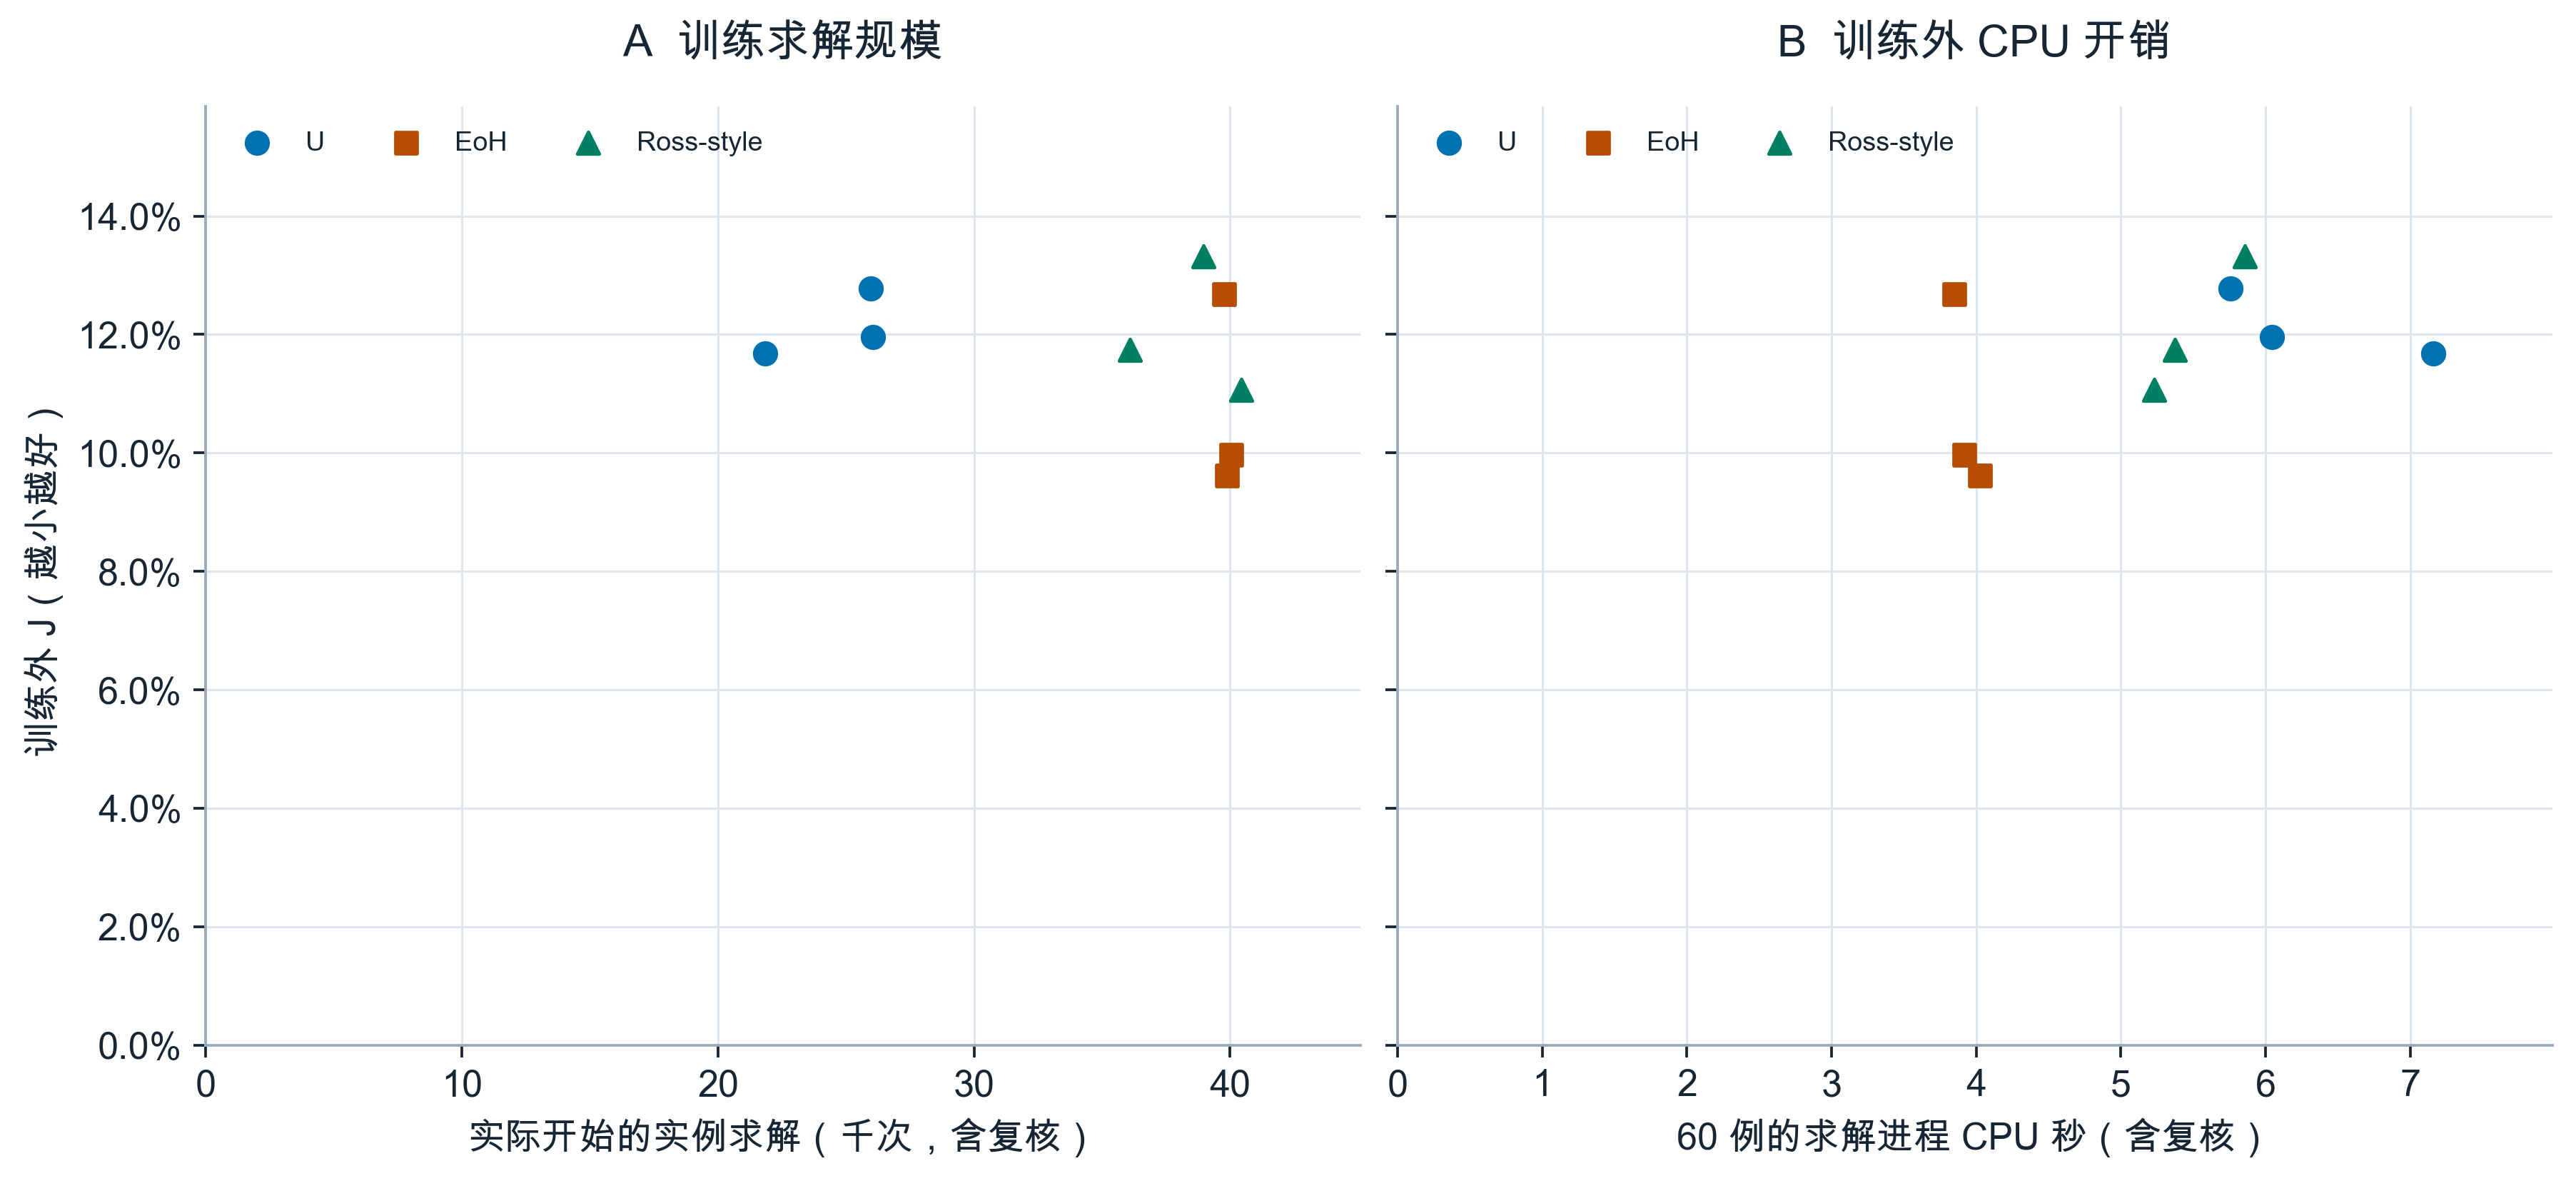 A 训练求解规模
U EoH Ross-style
14.0%
12.0%
10.0%
8.0%
6.0%
4.0%
2.0%
0.0%
训练外 J（越小越好）
0 10 20 30 40
实际开始的实例求解（千次，含复核）
B 训练外 CPU 开销
U EoH Ross-style
0 1 2 3 4 5 6 7
60 例的求解进程 CPU 秒（含复核）